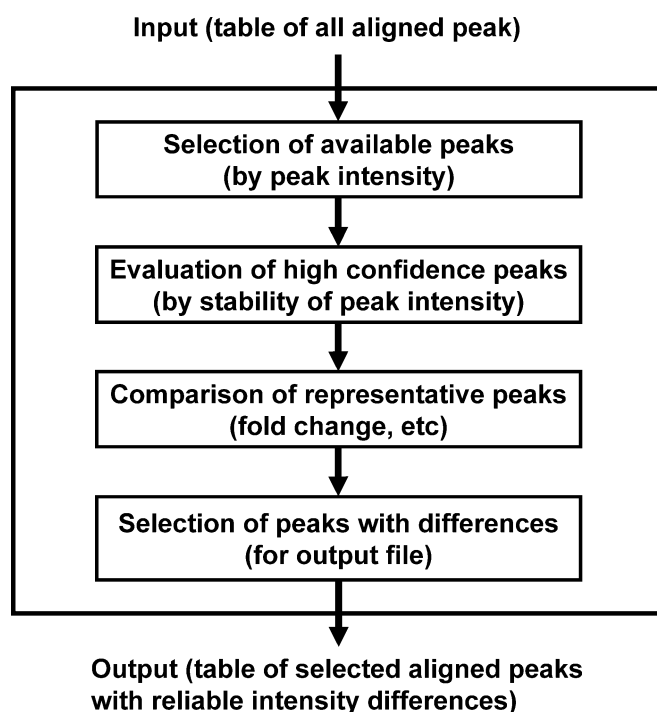 Input (table of all aligned peak)
Selection of available peaks
(by peak intensity)
Evaluation of high confidence peaks
(by stability of peak intensity)
Comparison of representative peaks
(fold change, etc)
Selection of peaks with differences
(for output file)
Output (table of selected aligned peaks
with reliable intensity differences)